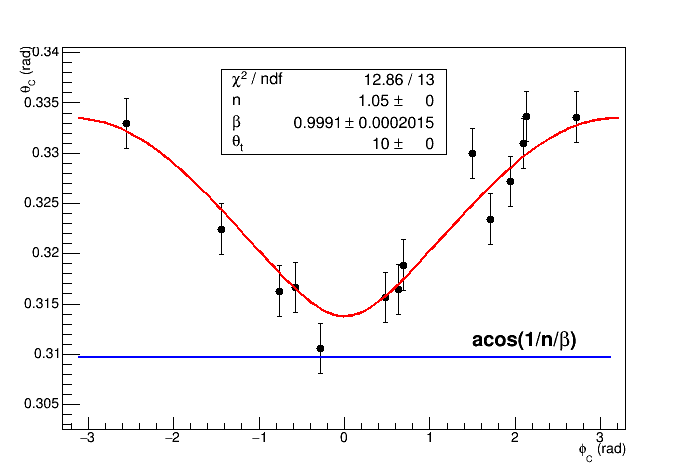 0.34
θC (rad)
0.335
0.33
0.325
0.32
0.315
0.31
0.305
χ² / ndf 12.86 / 13
n 1.05 ± 0
β 0.9991 ± 0.0002015
θt 10 ± 0
acos(1/n/β)
−3 −2 −1 0 1 2 3
ϕC (rad)